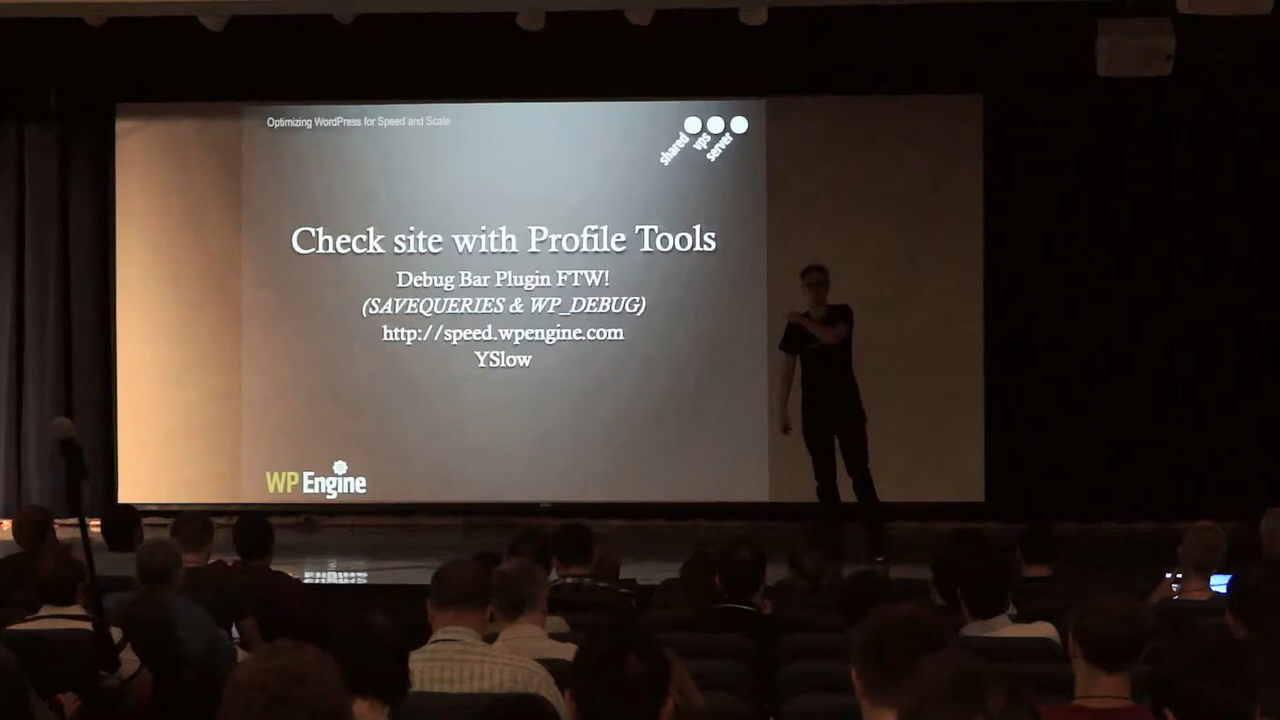 Optimizing WordPress for Speed and Scale
shared
vps
server
Check site with Profile Tools
Debug Bar Plugin FTW!
(SAVEQUERIES & WP_DEBUG)
http://speed.wpengine.com
YSlow
WP Engine